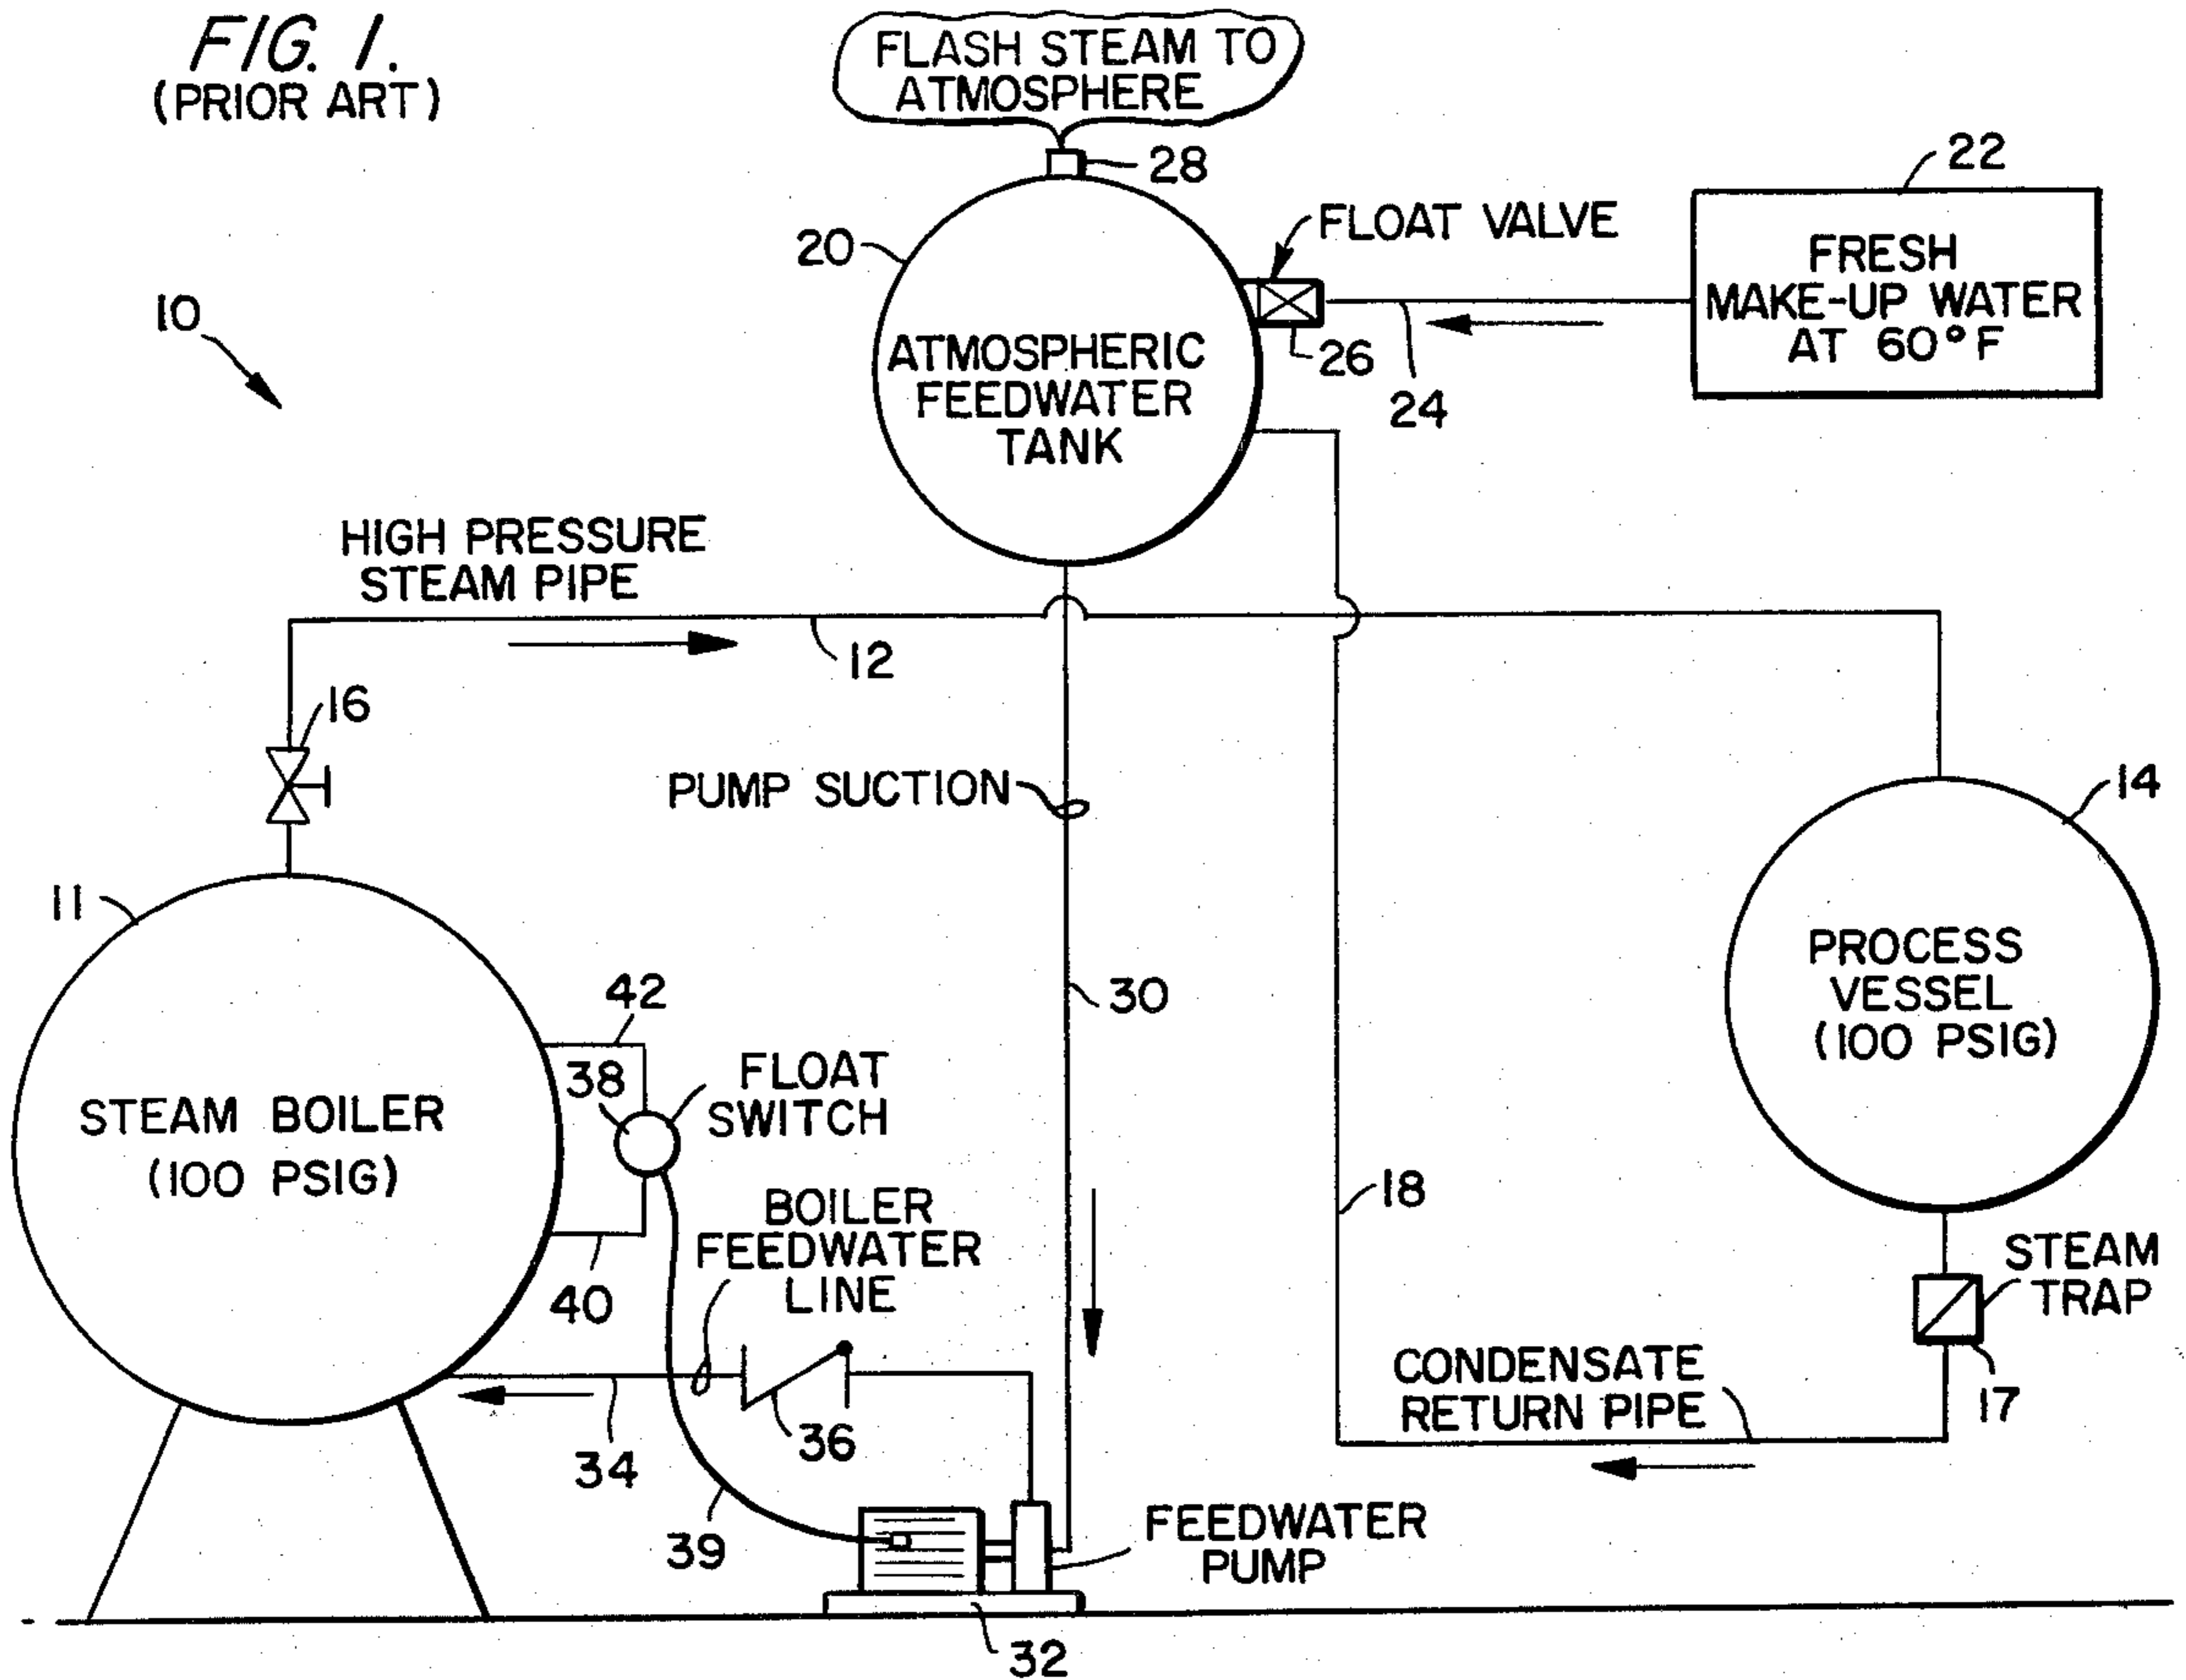 FIG. 1.
(PRIOR ART)
FLASH STEAM TO
ATMOSPHERE
28
22
20
FLOAT VALVE
FRESH
MAKE-UP WATER
AT 60°F
10
26
24
ATMOSPHERIC
FEEDWATER
TANK
HIGH PRESSURE
STEAM PIPE
12
16
PUMP SUCTION
14
11
PROCESS
VESSEL
(100 PSIG)
30
42
38
FLOAT
SWITCH
STEAM BOILER
(100 PSIG)
18
BOILER
FEEDWATER
LINE
40
STEAM
TRAP
17
CONDENSATE
RETURN PIPE
36
34
39
FEEDWATER
PUMP
32